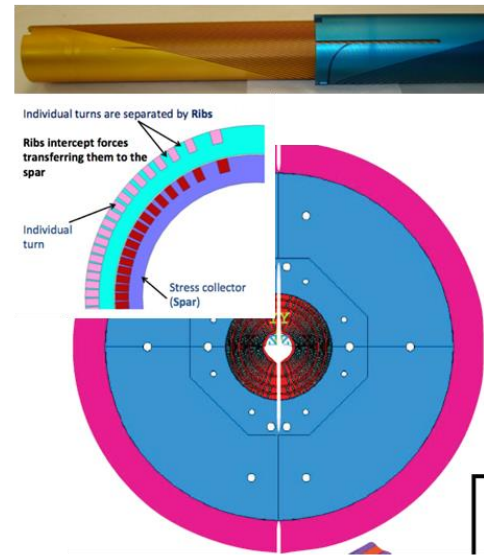 Individual turns are separated by Ribs
Ribs intercept forces
transferring them to the
spar
Individual
turn
Stress collector
(Spar)